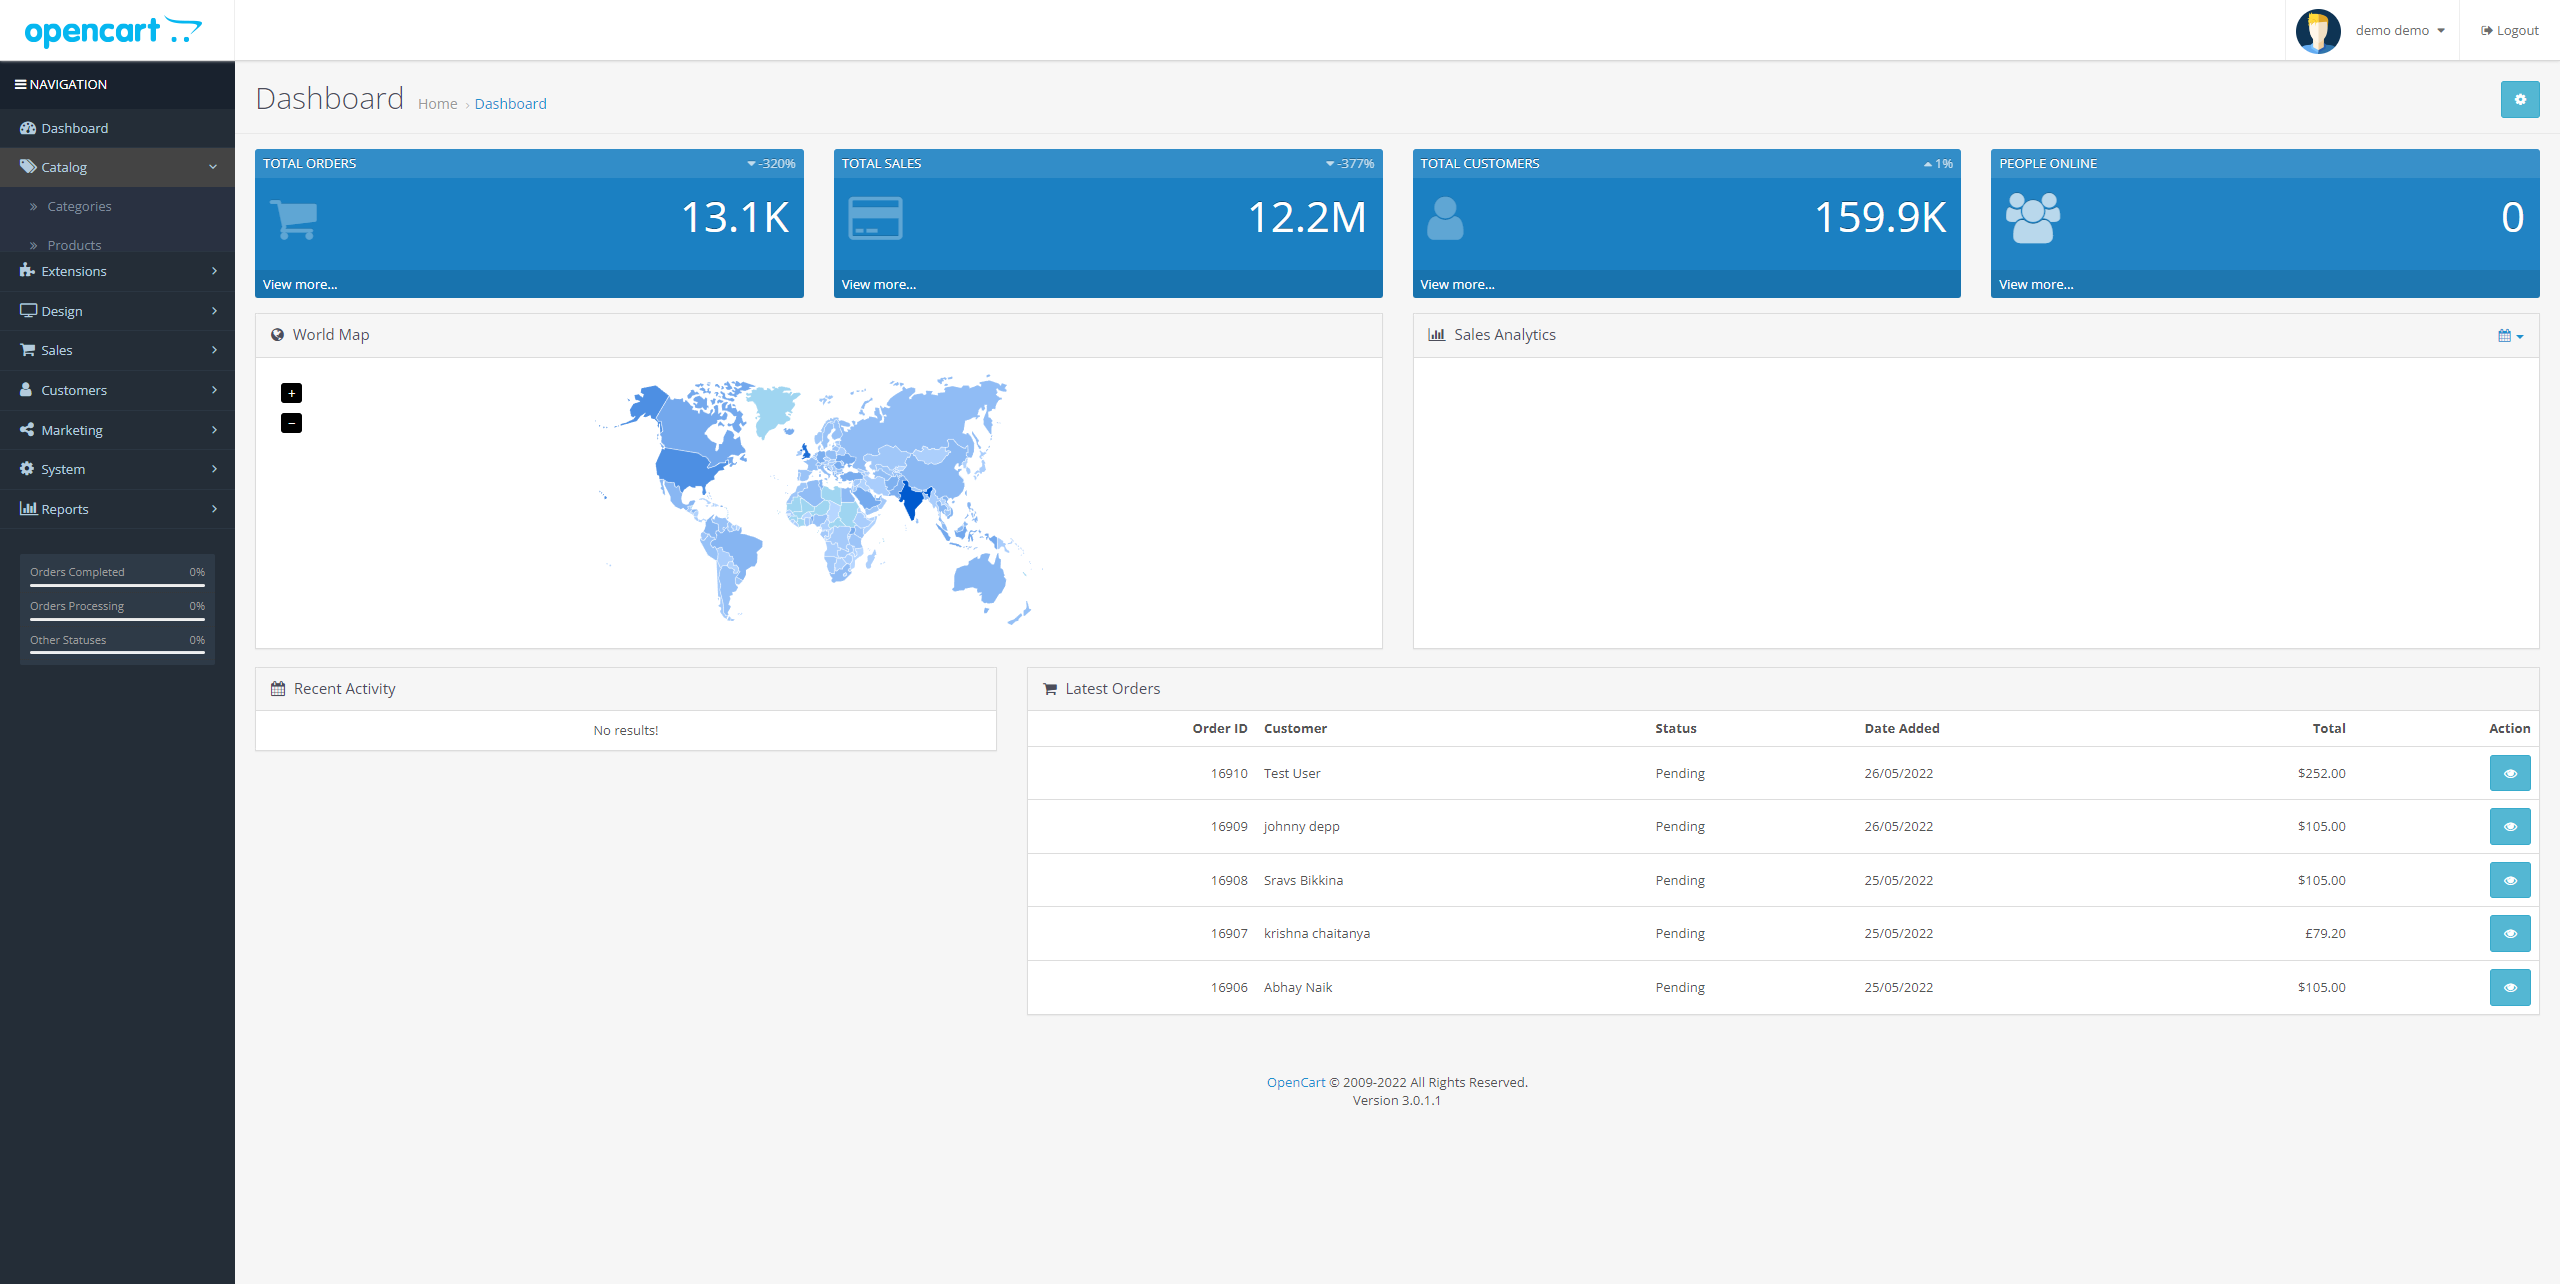 opencart
demo demo
Logout
NAVIGATION
Dashboard
Catalog
Categories
Products
Extensions
Design
Sales
Customers
Marketing
System
Reports
Orders Completed 0%
Orders Processing 0%
Other Statuses 0%
Dashboard Home › Dashboard
TOTAL ORDERS -320%
13.1K
View more...
TOTAL SALES -377%
12.2M
View more...
TOTAL CUSTOMERS 1%
159.9K
View more...
PEOPLE ONLINE
0
View more...
World Map
+
−
Sales Analytics
Recent Activity
No results!
Latest Orders
Order ID Customer Status Date Added Total Action
16910 Test User Pending 26/05/2022 $252.00
16909 johnny depp Pending 26/05/2022 $105.00
16908 Sravs Bikkina Pending 25/05/2022 $105.00
16907 krishna chaitanya Pending 25/05/2022 £79.20
16906 Abhay Naik Pending 25/05/2022 $105.00
OpenCart © 2009-2022 All Rights Reserved.
Version 3.0.1.1